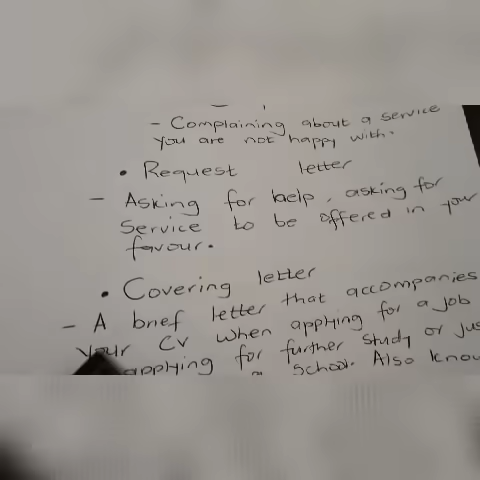 - Complaining about a service
you are not happy with.
• Request letter
- Asking for help, asking for
service to be offered in your
favour.
• Covering letter
- A brief letter that accompanies
your CV when applying for a job
applying for further study or jus
school. Also know